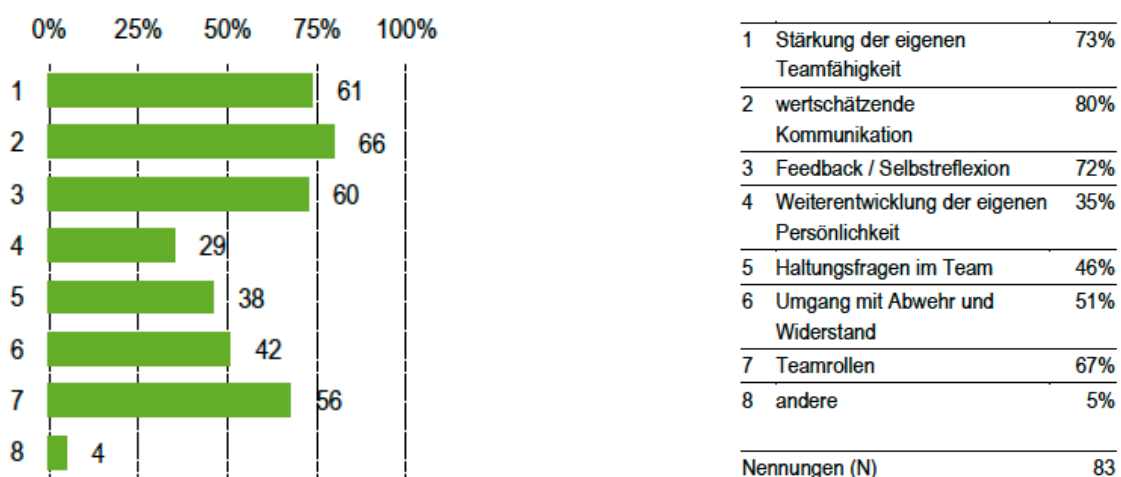 0% 25% 50% 75% 100%
1 61
2 66
3 60
4 29
5 38
6 42
7 56
8 4
1 Stärkung der eigenen 73%
Teamfähigkeit
2 wertschätzende 80%
Kommunikation
3 Feedback / Selbstreflexion 72%
4 Weiterentwicklung der eigenen 35%
Persönlichkeit
5 Haltungsfragen im Team 46%
6 Umgang mit Abwehr und 51%
Widerstand
7 Teamrollen 67%
8 andere 5%
Nennungen (N) 83